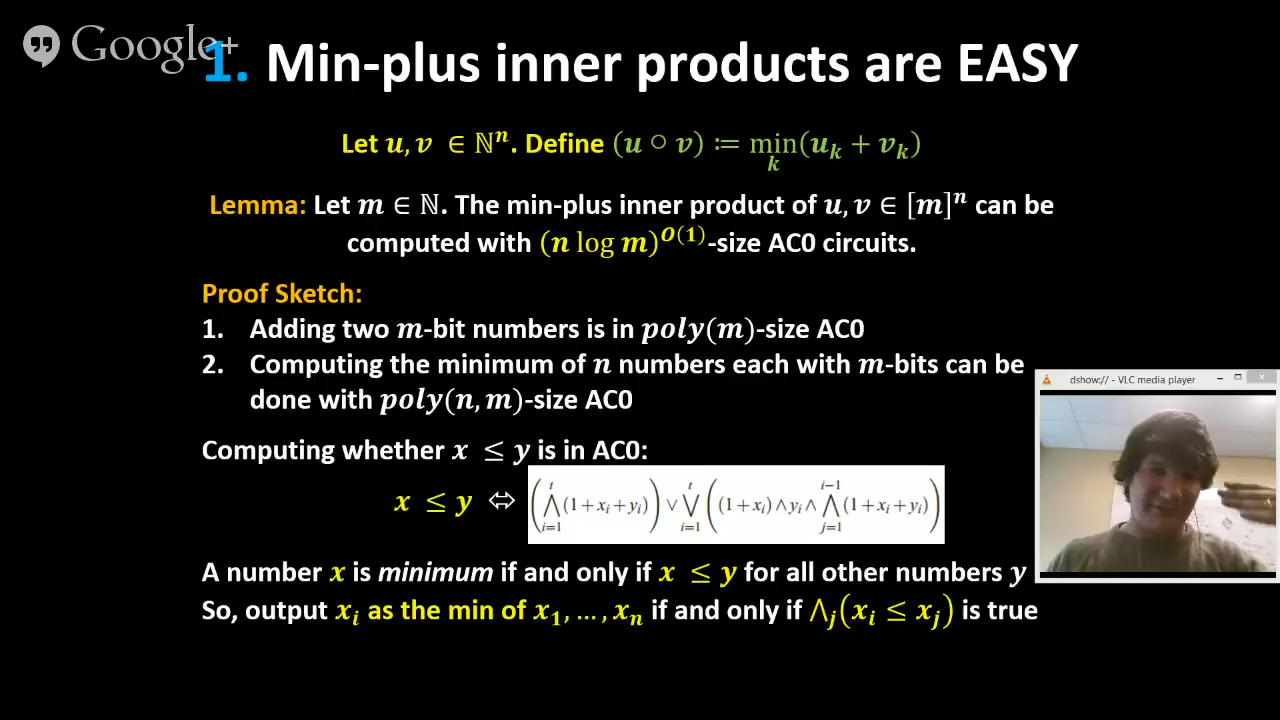 Google+
1. Min-plus inner products are EASY
Let u, v ∈ ℕⁿ. Define (u ○ v) := min(uₖ + vₖ)
k
Lemma: Let m ∈ ℕ. The min-plus inner product of u, v ∈ [m]ⁿ can be
computed with (n log m)^{O(1)}-size AC0 circuits.
Proof Sketch:
1. Adding two m-bit numbers is in poly(m)-size AC0
2. Computing the minimum of n numbers each with m-bits can be
done with poly(n, m)-size AC0
dshow:// - VLC media player
Computing whether x ≤ y is in AC0:
x ≤ y ⇔ (⋀_{i=1}^{t}(1+x_i+y_i)) ∨ ⋁_{i=1}^{t}((1+x_i)∧y_i∧⋀_{j=1}^{i−1}(1+x_i+y_i))
A number x is minimum if and only if x ≤ y for all other numbers y
So, output x_i as the min of x_1, ..., x_n if and only if ⋀_j(x_i ≤ x_j) is true